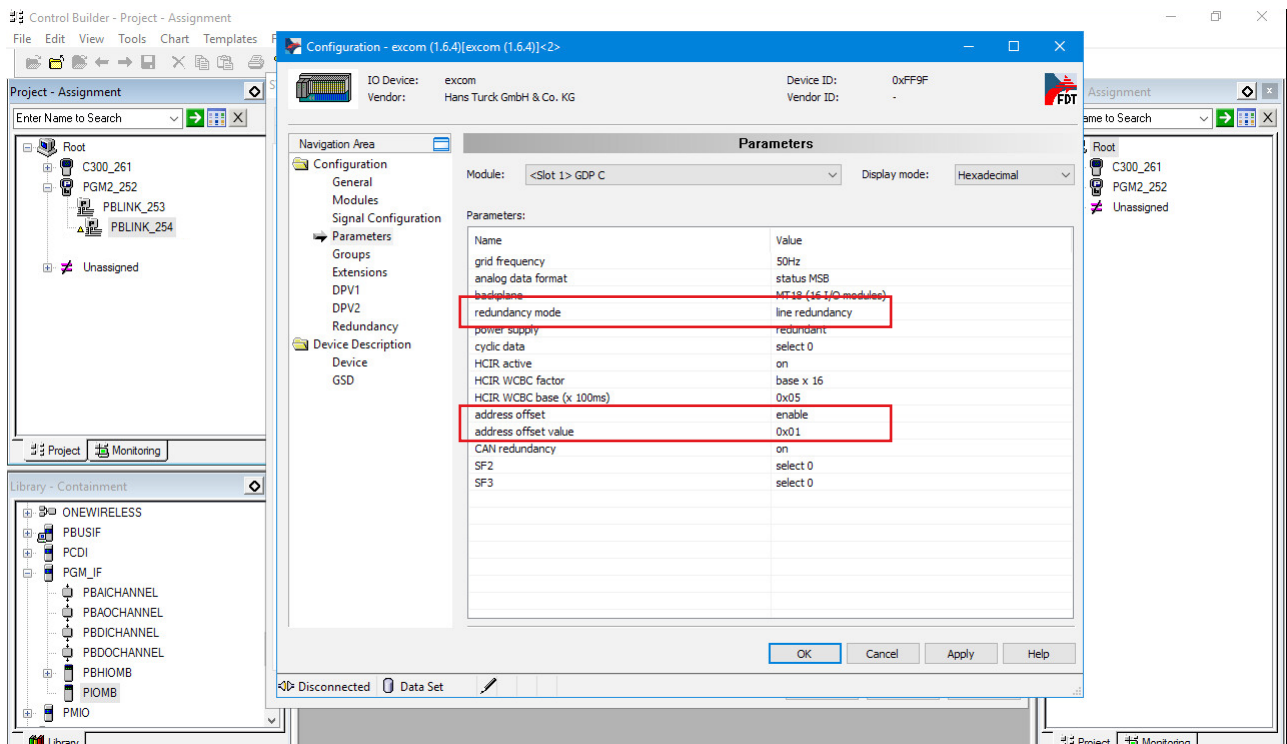 Control Builder - Project - Assignment
File Edit View Tools Chart Templates
Project - Assignment
Enter Name to Search
Root
C300_261
PGM2_252
PBLINK_253
PBLINK_254
Unassigned
Project Monitoring
Library - Containment
ONEWIRELESS
PBUSIF
PCDI
PGM_IF
PBAICHANNEL
PBAOCHANNEL
PBDICHANNEL
PBDOCHANNEL
PBHIOMB
PIOMB
PMIO
Library
Configuration - excom (1.6.4)[excom (1.6.4)]<2>
IO Device: excom Device ID: 0xFF9F
Vendor: Hans Turck GmbH & Co. KG Vendor ID: -
FDT
Navigation Area
Configuration
General
Modules
Signal Configuration
Parameters
Groups
Extensions
DPV1
DPV2
Redundancy
Device Description
Device
GSD
Parameters
Module: <Slot 1> GDP C Display mode: Hexadecimal
Parameters:
Name Value
grid frequency 50Hz
analog data format status MSB
backplane MT18 (16 I/O modules)
redundancy mode line redundancy
power supply redundant
cyclic data select 0
HCIR active on
HCIR WCBC factor base x 16
HCIR WCBC base (x 100ms) 0x05
address offset enable
address offset value 0x01
CAN redundancy on
SF2 select 0
SF3 select 0
OK Cancel Apply Help
Disconnected Data Set
Assignment
ame to Search
Root
C300_261
PGM2_252
Unassigned
Project Monitoring